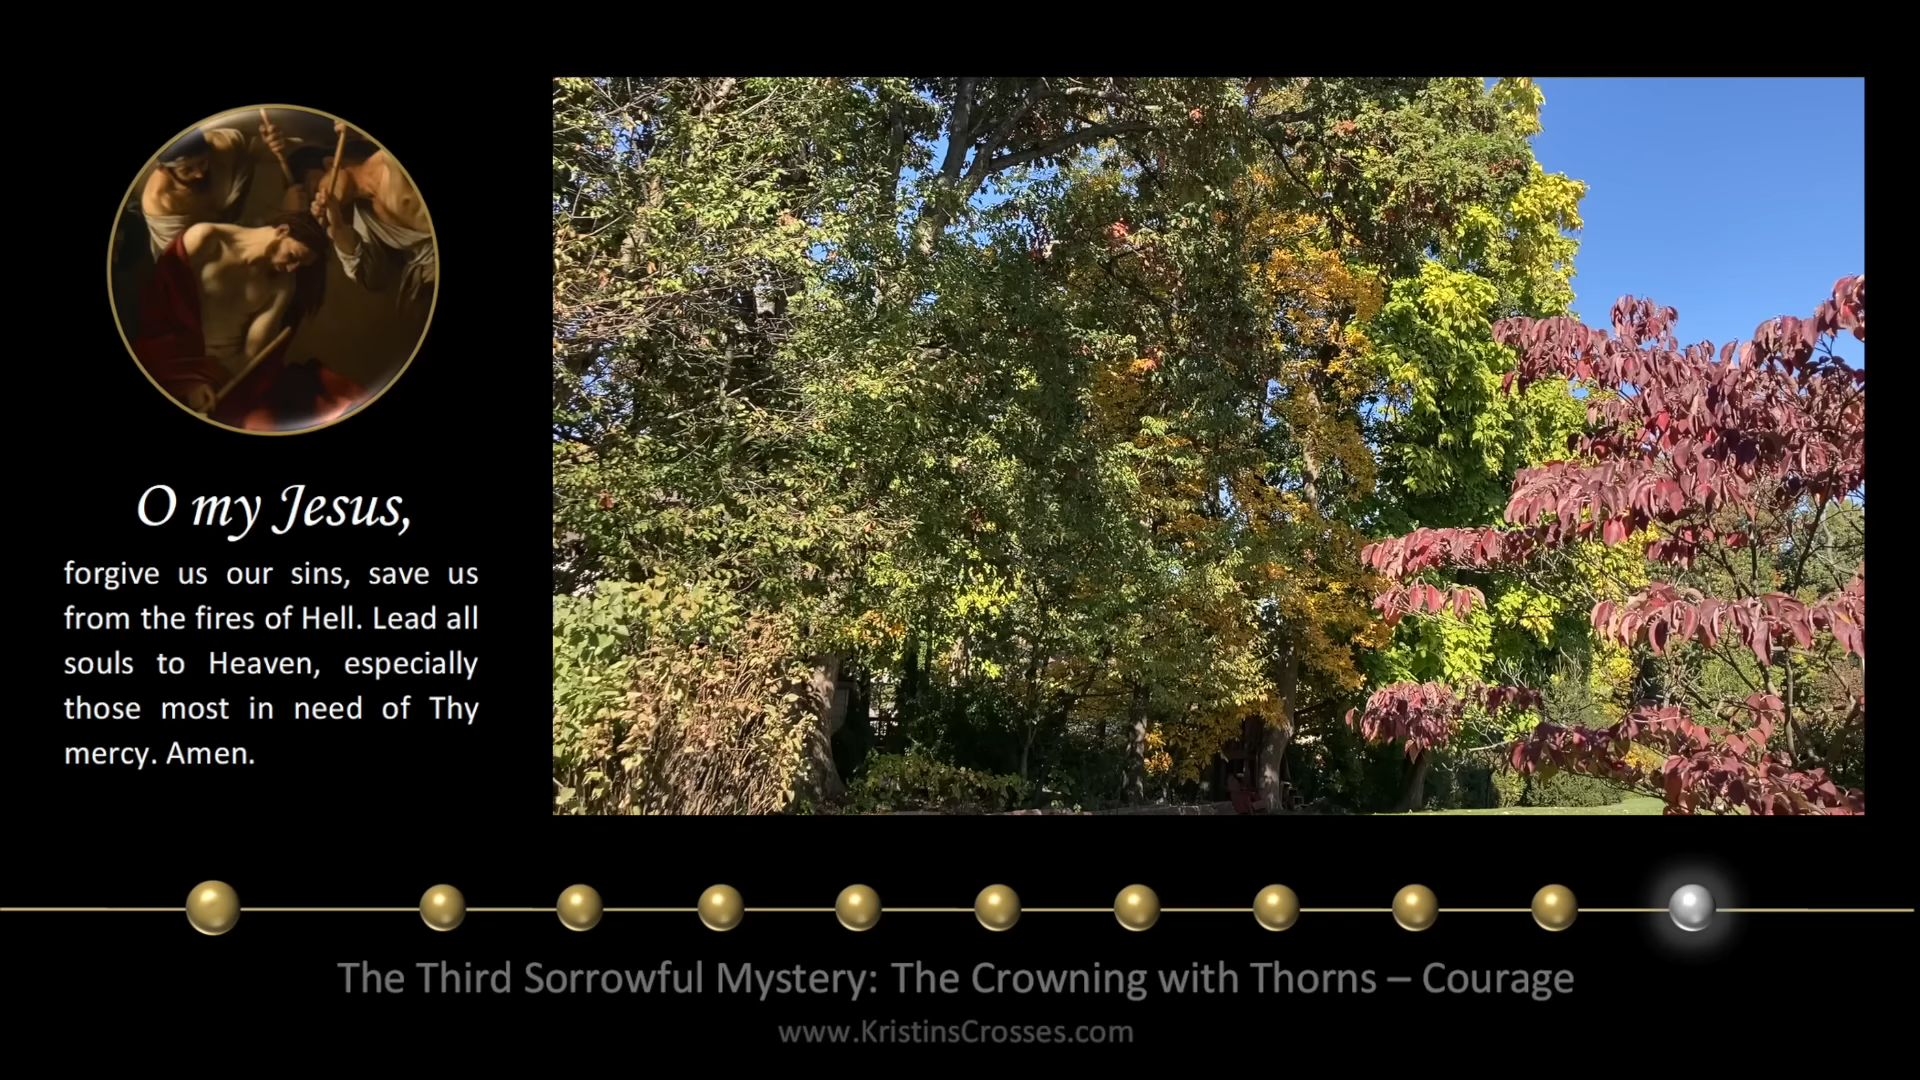 O my Jesus,
forgive us our sins, save us
from the fires of Hell. Lead all
souls to Heaven, especially
those most in need of Thy
mercy. Amen.
The Third Sorrowful Mystery: The Crowning with Thorns – Courage
www.KristinsCrosses.com